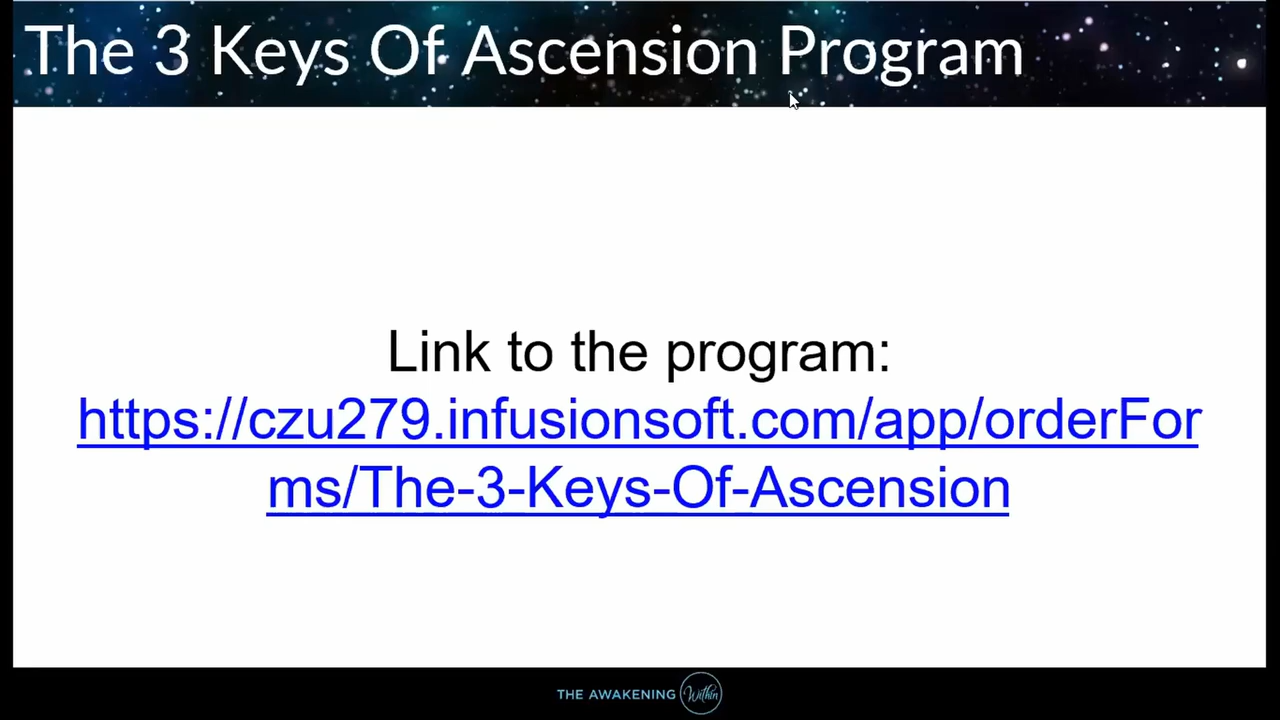 The 3 Keys Of Ascension Program
Link to the program:
https://czu279.infusionsoft.com/app/orderFor
ms/The-3-Keys-Of-Ascension
THE AWAKENING Within